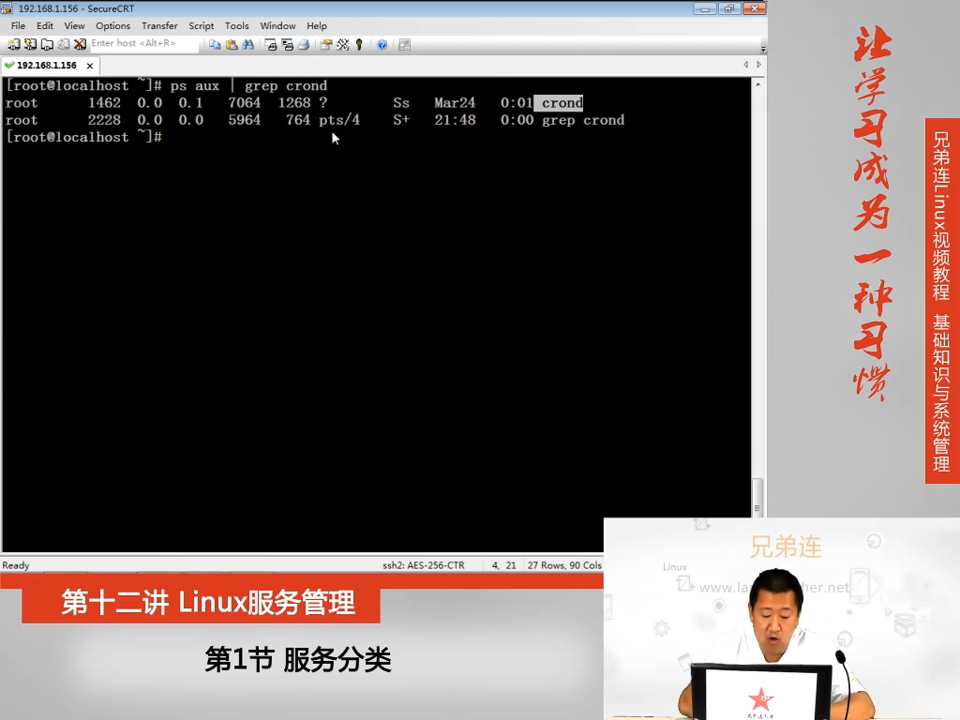 192.168.1.156 - SecureCRT
File Edit View Options Transfer Script Tools Window Help
Enter host <Alt+R>
192.168.1.156
[root@localhost ~]# ps aux | grep crond
root 1462 0.0 0.1 7064 1268 ? Ss Mar24 0:01 crond
root 2228 0.0 0.0 5964 764 pts/4 S+ 21:48 0:00 grep crond
[root@localhost ~]#
Ready ssh2: AES-256-CTR 4, 21 27 Rows, 90 Cols
让学习成为一种习惯
兄弟连Linux视频教程 基础知识与系统管理
第十二讲 Linux服务管理
第1节 服务分类
兄弟连
Linux